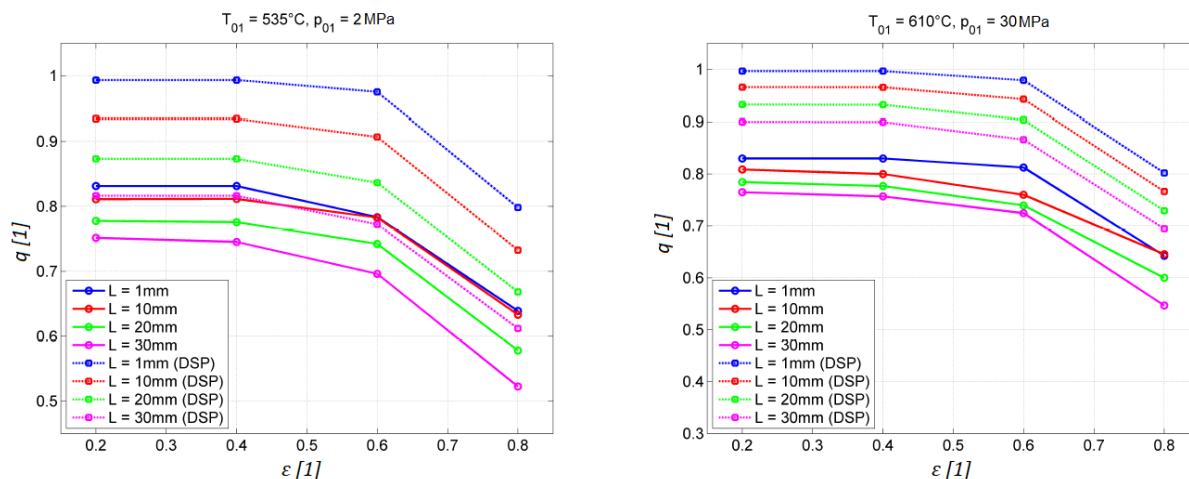 T01 = 535°C, p01 = 2 MPa
1
0.9
0.8
0.7
0.6
0.5
q [1]
L = 1mm
L = 10mm
L = 20mm
L = 30mm
L = 1mm (DSP)
L = 10mm (DSP)
L = 20mm (DSP)
L = 30mm (DSP)
0.2 0.3 0.4 0.5 0.6 0.7 0.8
ε [1]
T01 = 610°C, p01 = 30 MPa
1
0.9
0.8
0.7
0.6
0.5
0.4
0.3
q [1]
L = 1mm
L = 10mm
L = 20mm
L = 30mm
L = 1mm (DSP)
L = 10mm (DSP)
L = 20mm (DSP)
L = 30mm (DSP)
0.2 0.3 0.4 0.5 0.6 0.7 0.8
ε [1]